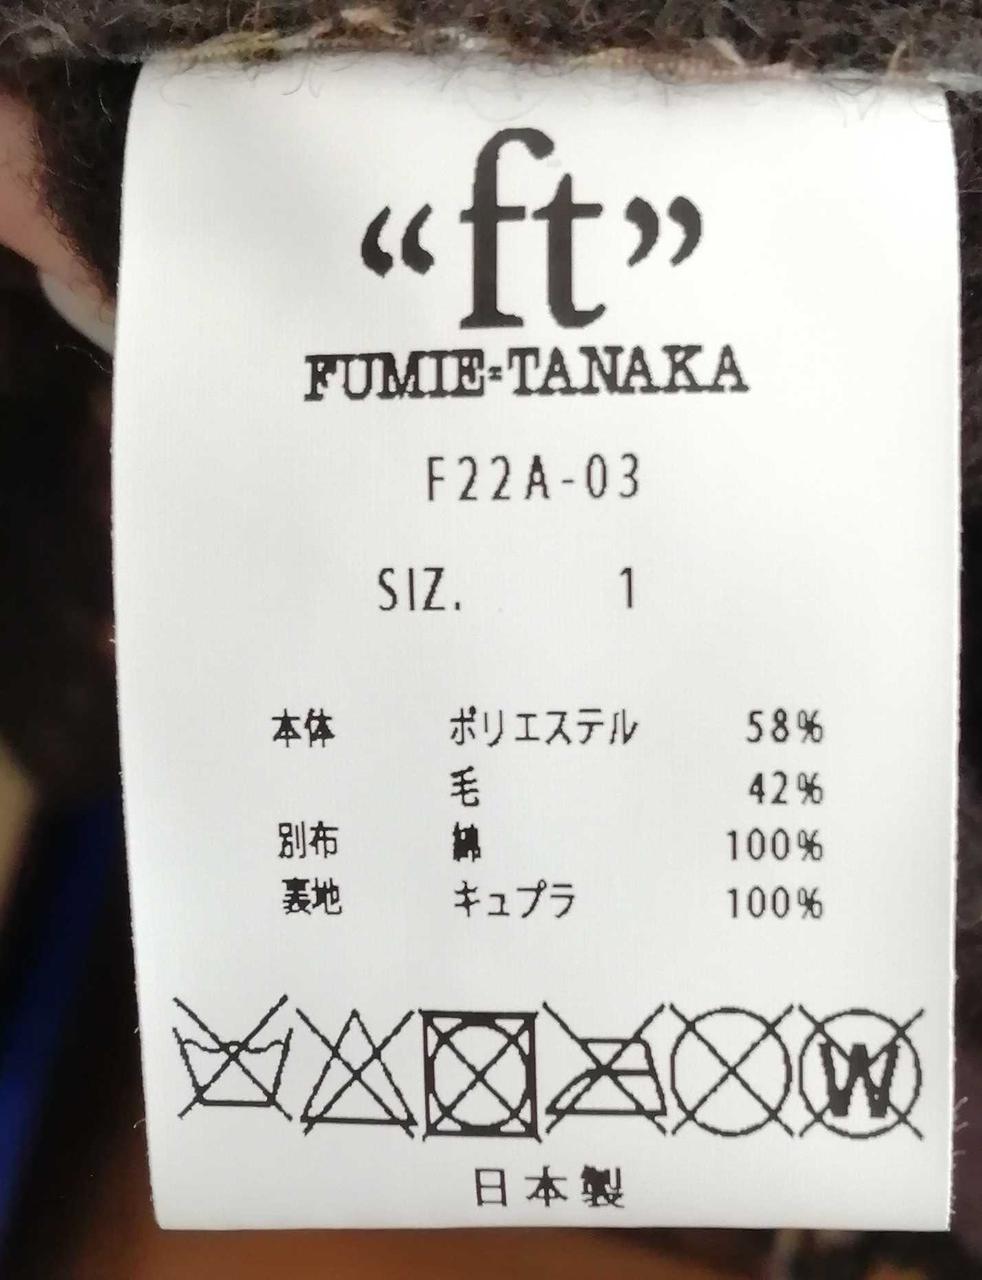 “ft”
FUMIE=TANAKA
F22A-03
SIZ. 1
本体 ポリエステル 58%
毛 42%
別布 綿 100%
裏地 キュプラ 100%
W
日本製